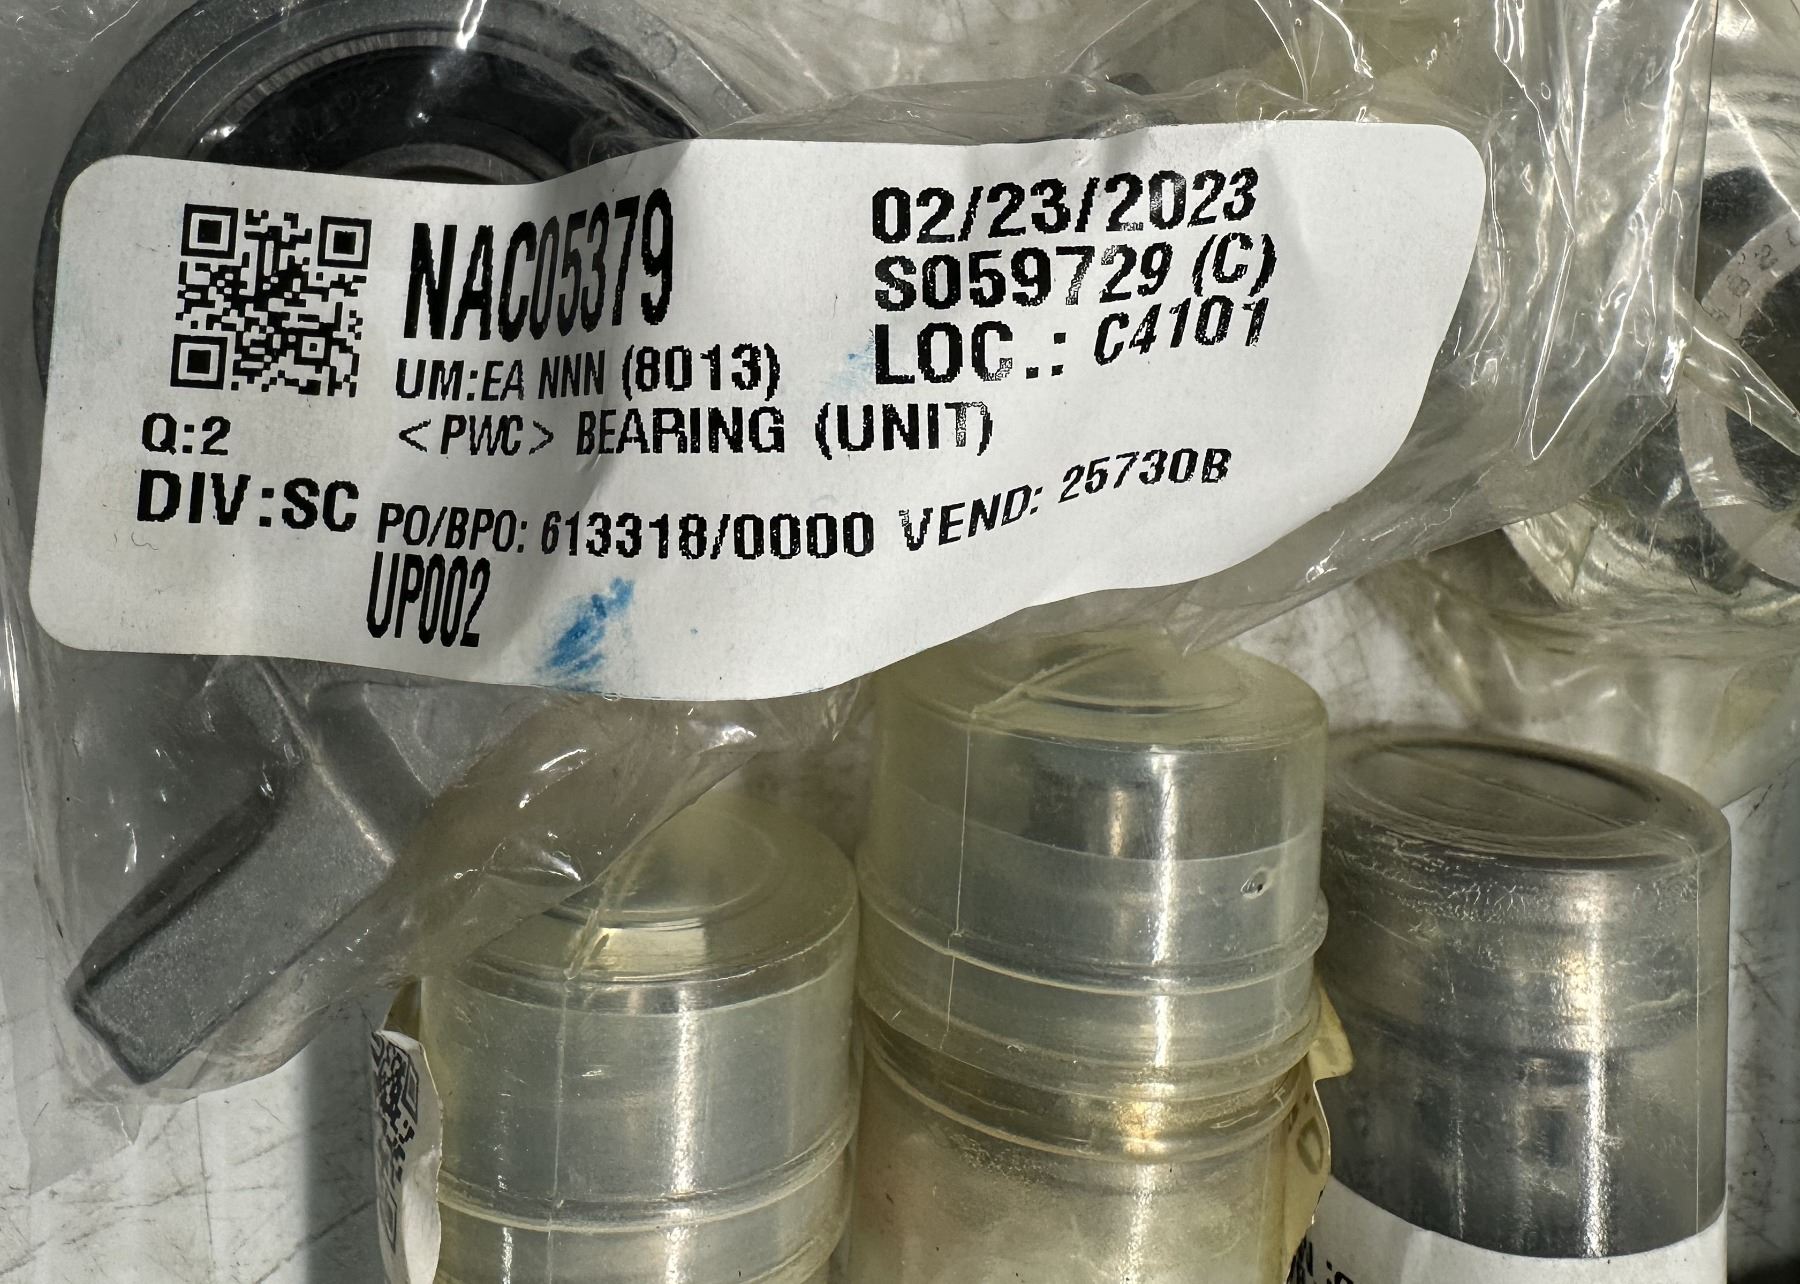 NAC05379
02/23/2023
S059729 (C)
LOC.: C4101
UM:EA NNN (8013)
Q:2
<PWC> BEARING (UNIT)
DIV:SC PO/BPO: 613318/0000 VEND: 25730B
UP002